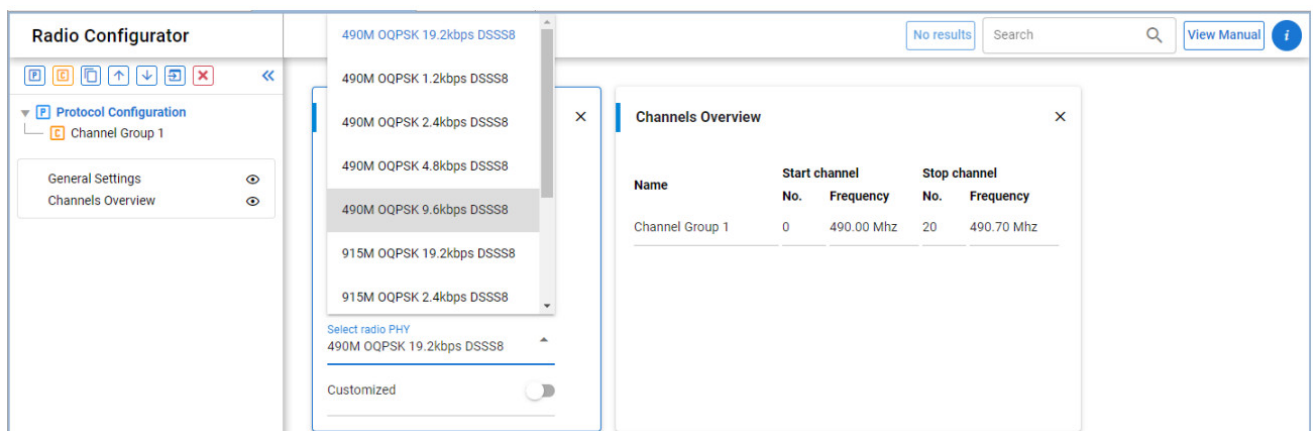 Radio Configurator
No results
Search
View Manual
i
P C
Protocol Configuration
P
C Channel Group 1
General Settings
Channels Overview
490M OQPSK 19.2kbps DSSS8
490M OQPSK 1.2kbps DSSS8
490M OQPSK 2.4kbps DSSS8
490M OQPSK 4.8kbps DSSS8
490M OQPSK 9.6kbps DSSS8
915M OQPSK 19.2kbps DSSS8
915M OQPSK 2.4kbps DSSS8
Select radio PHY
490M OQPSK 19.2kbps DSSS8
Customized
Channels Overview
Start channel Stop channel
Name No. Frequency No. Frequency
Channel Group 1 0 490.00 Mhz 20 490.70 Mhz